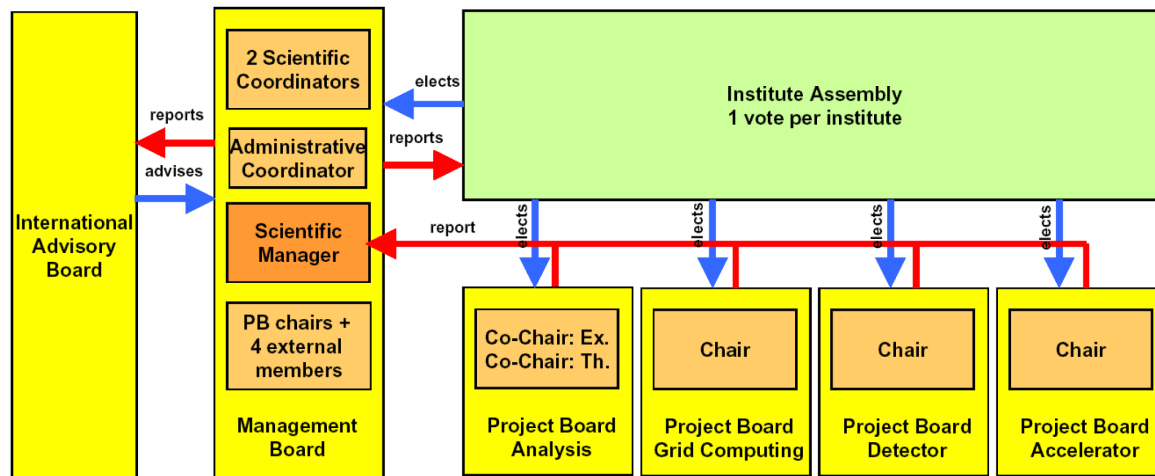 International
Advisory
Board
reports
advises
2 Scientific
Coordinators
Administrative
Coordinator
Scientific
Manager
PB chairs +
4 external
members
Management
Board
elects
reports
Institute Assembly
1 vote per institute
report
elects
elects
elects
elects
Co-Chair: Ex.
Co-Chair: Th.
Project Board
Analysis
Chair
Project Board
Grid Computing
Chair
Project Board
Detector
Chair
Project Board
Accelerator